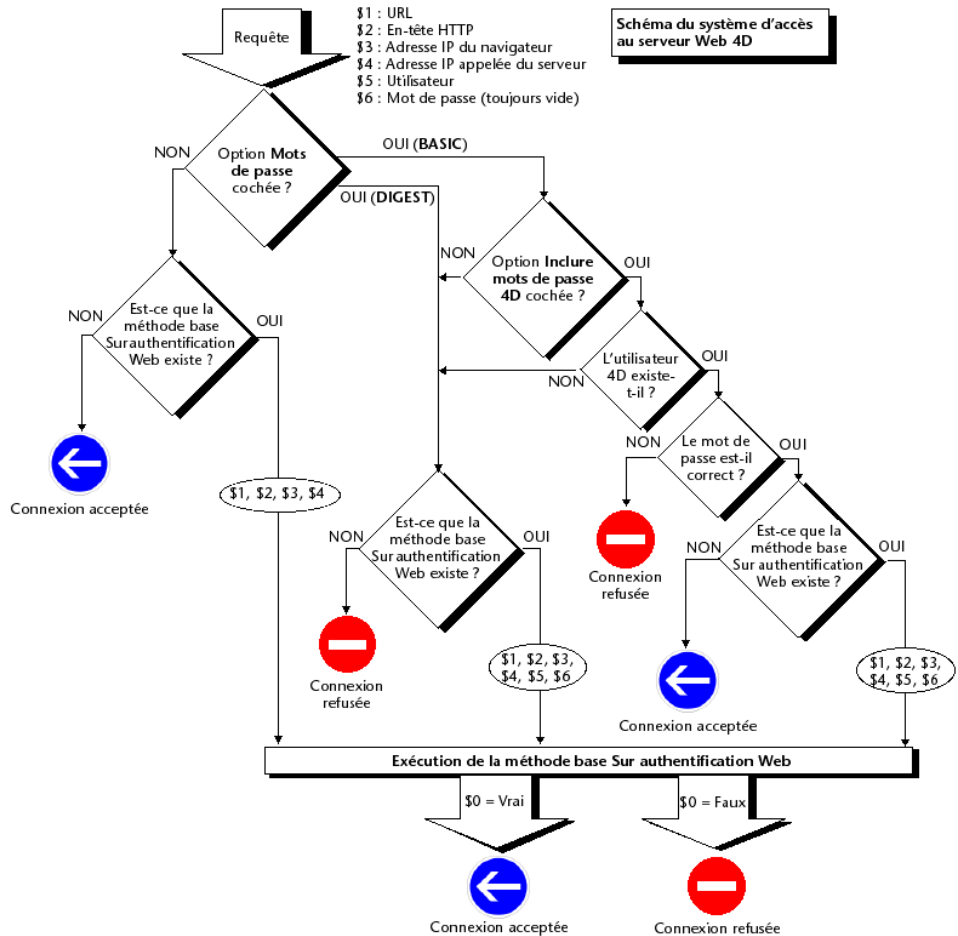 Requête
$1 : URL
$2 : En-tête HTTP
$3 : Adresse IP du navigateur
$4 : Adresse IP appelée du serveur
$5 : Utilisateur
$6 : Mot de passe (toujours vide)
Schéma du système d'accès
au serveur Web 4D
NON
Option Mots
de passe
cochée ?
OUI (BASIC)
OUI (DIGEST)
NON
Option Inclure
mots de passe
4D cochée ?
OUI
NON
Est-ce que la
méthode base
Surauthentification
Web existe ?
OUI
NON
L'utilisateur
4D existe-
t-il ?
OUI
NON
Le mot de
passe est-il
correct ?
OUI
Connexion acceptée
$1, $2, $3, $4
NON
Est-ce que la
méthode base
Sur authentification
Web existe ?
OUI
Connexion
refusée
NON
Est-ce que la
méthode base
Sur authentification
Web existe ?
OUI
Connexion
refusée
$1, $2, $3,
$4, $5, $6
Connexion acceptée
$1, $2, $3,
$4, $5, $6
Exécution de la méthode base Sur authentification Web
$0 = Vrai
$0 = Faux
Connexion acceptée
Connexion refusée